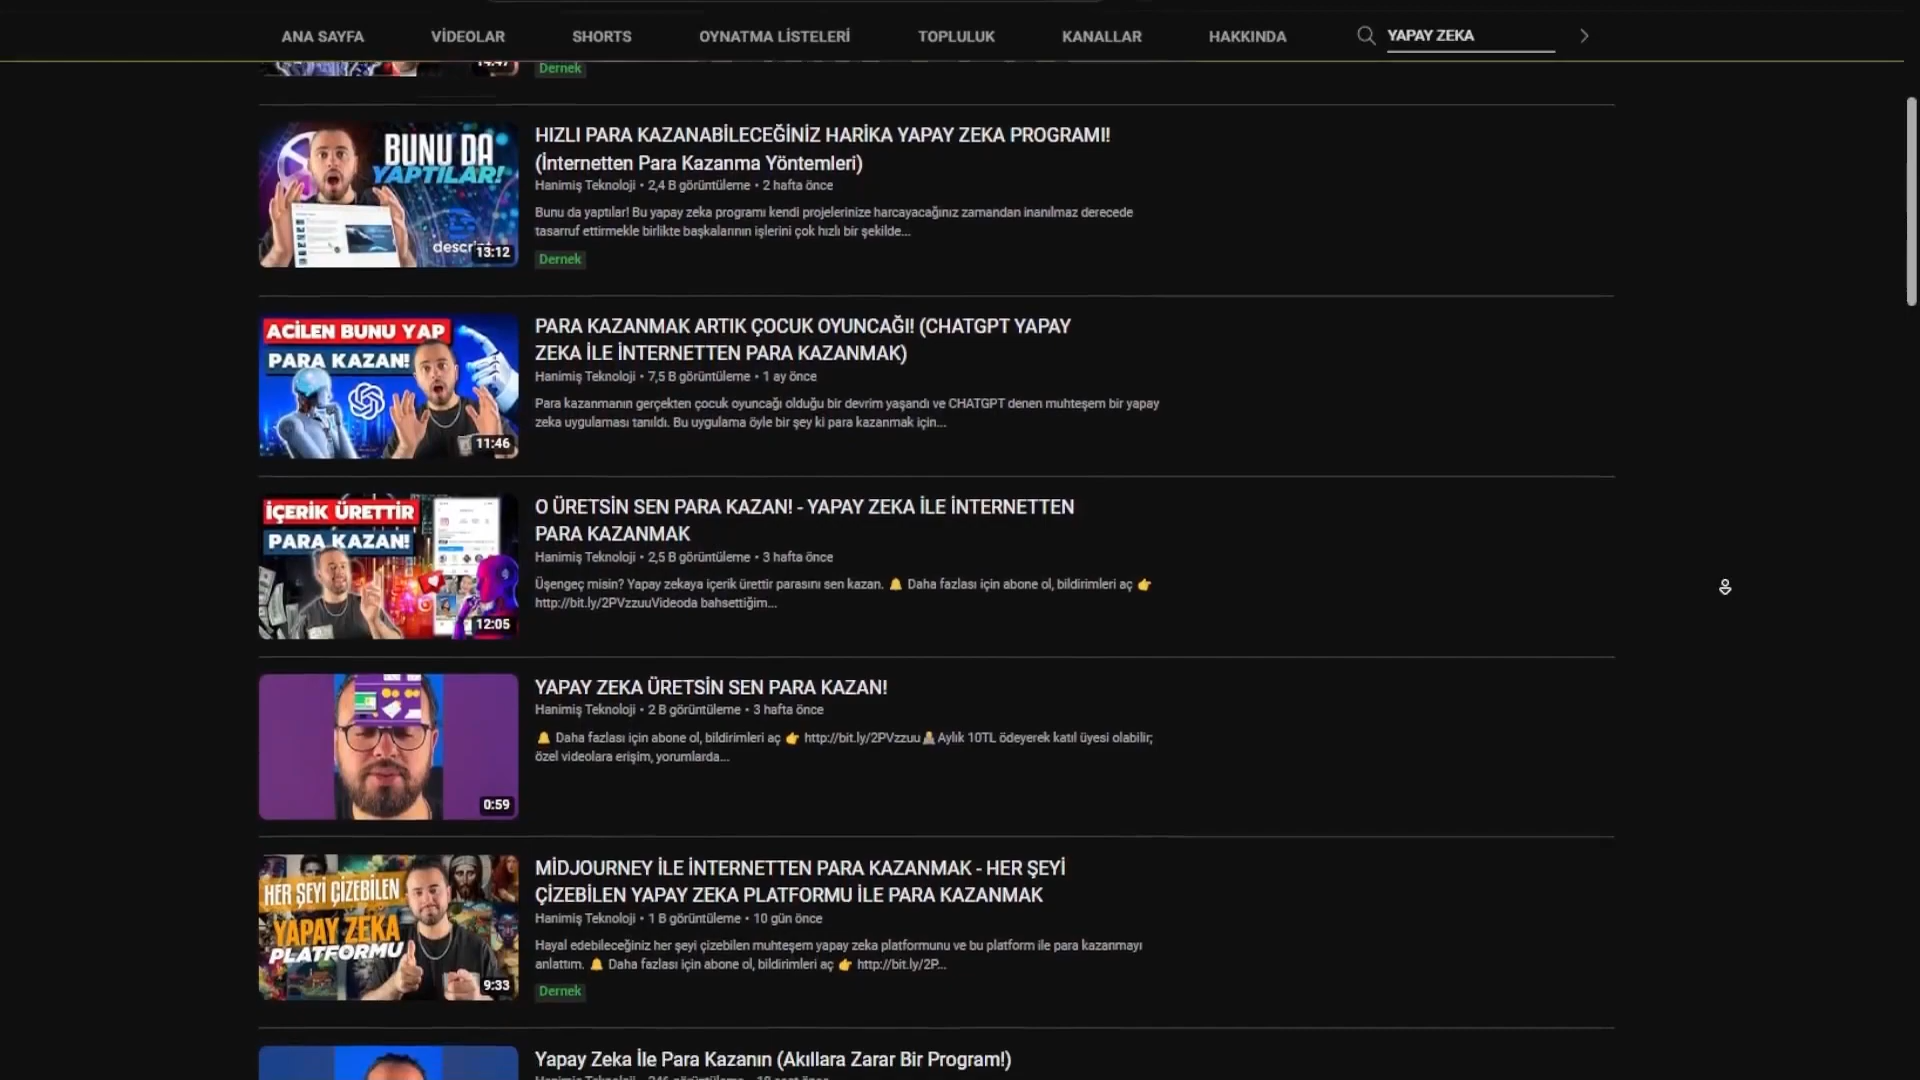 ANA SAYFA
VİDEOLAR
SHORTS
OYNATMA LİSTELERİ
TOPLULUK
KANALLAR
HAKKINDA
YAPAY ZEKA
14:47
Dernek
BUNU DA
YAPTILAR!
descript
13:12
HIZLI PARA KAZANABİLECEĞİNİZ HARİKA YAPAY ZEKA PROGRAMI!
(İnternetten Para Kazanma Yöntemleri)
Hanimiş Teknoloji • 2,4 B görüntüleme • 2 hafta önce
Bunu da yaptılar! Bu yapay zeka programı kendi projelerinize harcayacağınız zamandan inanılmaz derecede
tasarruf ettirmekle birlikte başkalarının işlerini çok hızlı bir şekilde...
Dernek
ACİLEN BUNU YAP
PARA KAZAN!
11:46
PARA KAZANMAK ARTIK ÇOCUK OYUNCAĞI! (CHATGPT YAPAY
ZEKA İLE İNTERNETTEN PARA KAZANMAK)
Hanimiş Teknoloji • 7,5 B görüntüleme • 1 ay önce
Para kazanmanın gerçekten çocuk oyuncağı olduğu bir devrim yaşandı ve CHATGPT denen muhteşem bir yapay
zeka uygulaması tanıldı. Bu uygulama öyle bir şey ki para kazanmak için...
İÇERİK ÜRETTİR
PARA KAZAN!
12:05
O ÜRETSİN SEN PARA KAZAN! - YAPAY ZEKA İLE İNTERNETTEN
PARA KAZANMAK
Hanimiş Teknoloji • 2,5 B görüntüleme • 3 hafta önce
Üşengeç misin? Yapay zekaya içerik ürettir parasını sen kazan. 🔔 Daha fazlası için abone ol, bildirimleri aç 👉
http://bit.ly/2PVzzuuVideoda bahsettiğim...
0:59
YAPAY ZEKA ÜRETSİN SEN PARA KAZAN!
Hanimiş Teknoloji • 2 B görüntüleme • 3 hafta önce
🔔 Daha fazlası için abone ol, bildirimleri aç 👉 http://bit.ly/2PVzzuu Aylık 10TL ödeyerek katıl üyesi olabilir;
özel videolara erişim, yorumlarda...
HER ŞEYİ ÇİZEBİLEN
YAPAY ZEKA
PLATFORMU
9:33
MİDJOURNEY İLE İNTERNETTEN PARA KAZANMAK - HER ŞEYİ
ÇİZEBİLEN YAPAY ZEKA PLATFORMU İLE PARA KAZANMAK
Hanimiş Teknoloji • 1 B görüntüleme • 10 gün önce
Hayal edebileceğiniz her şeyi çizebilen muhteşem yapay zeka platformunu ve bu platform ile para kazanmayı
anlattım. 🔔 Daha fazlası için abone ol, bildirimleri aç 👉 http://bit.ly/2P...
Dernek
Yapay Zeka İle Para Kazanın (Akıllara Zarar Bir Program!)